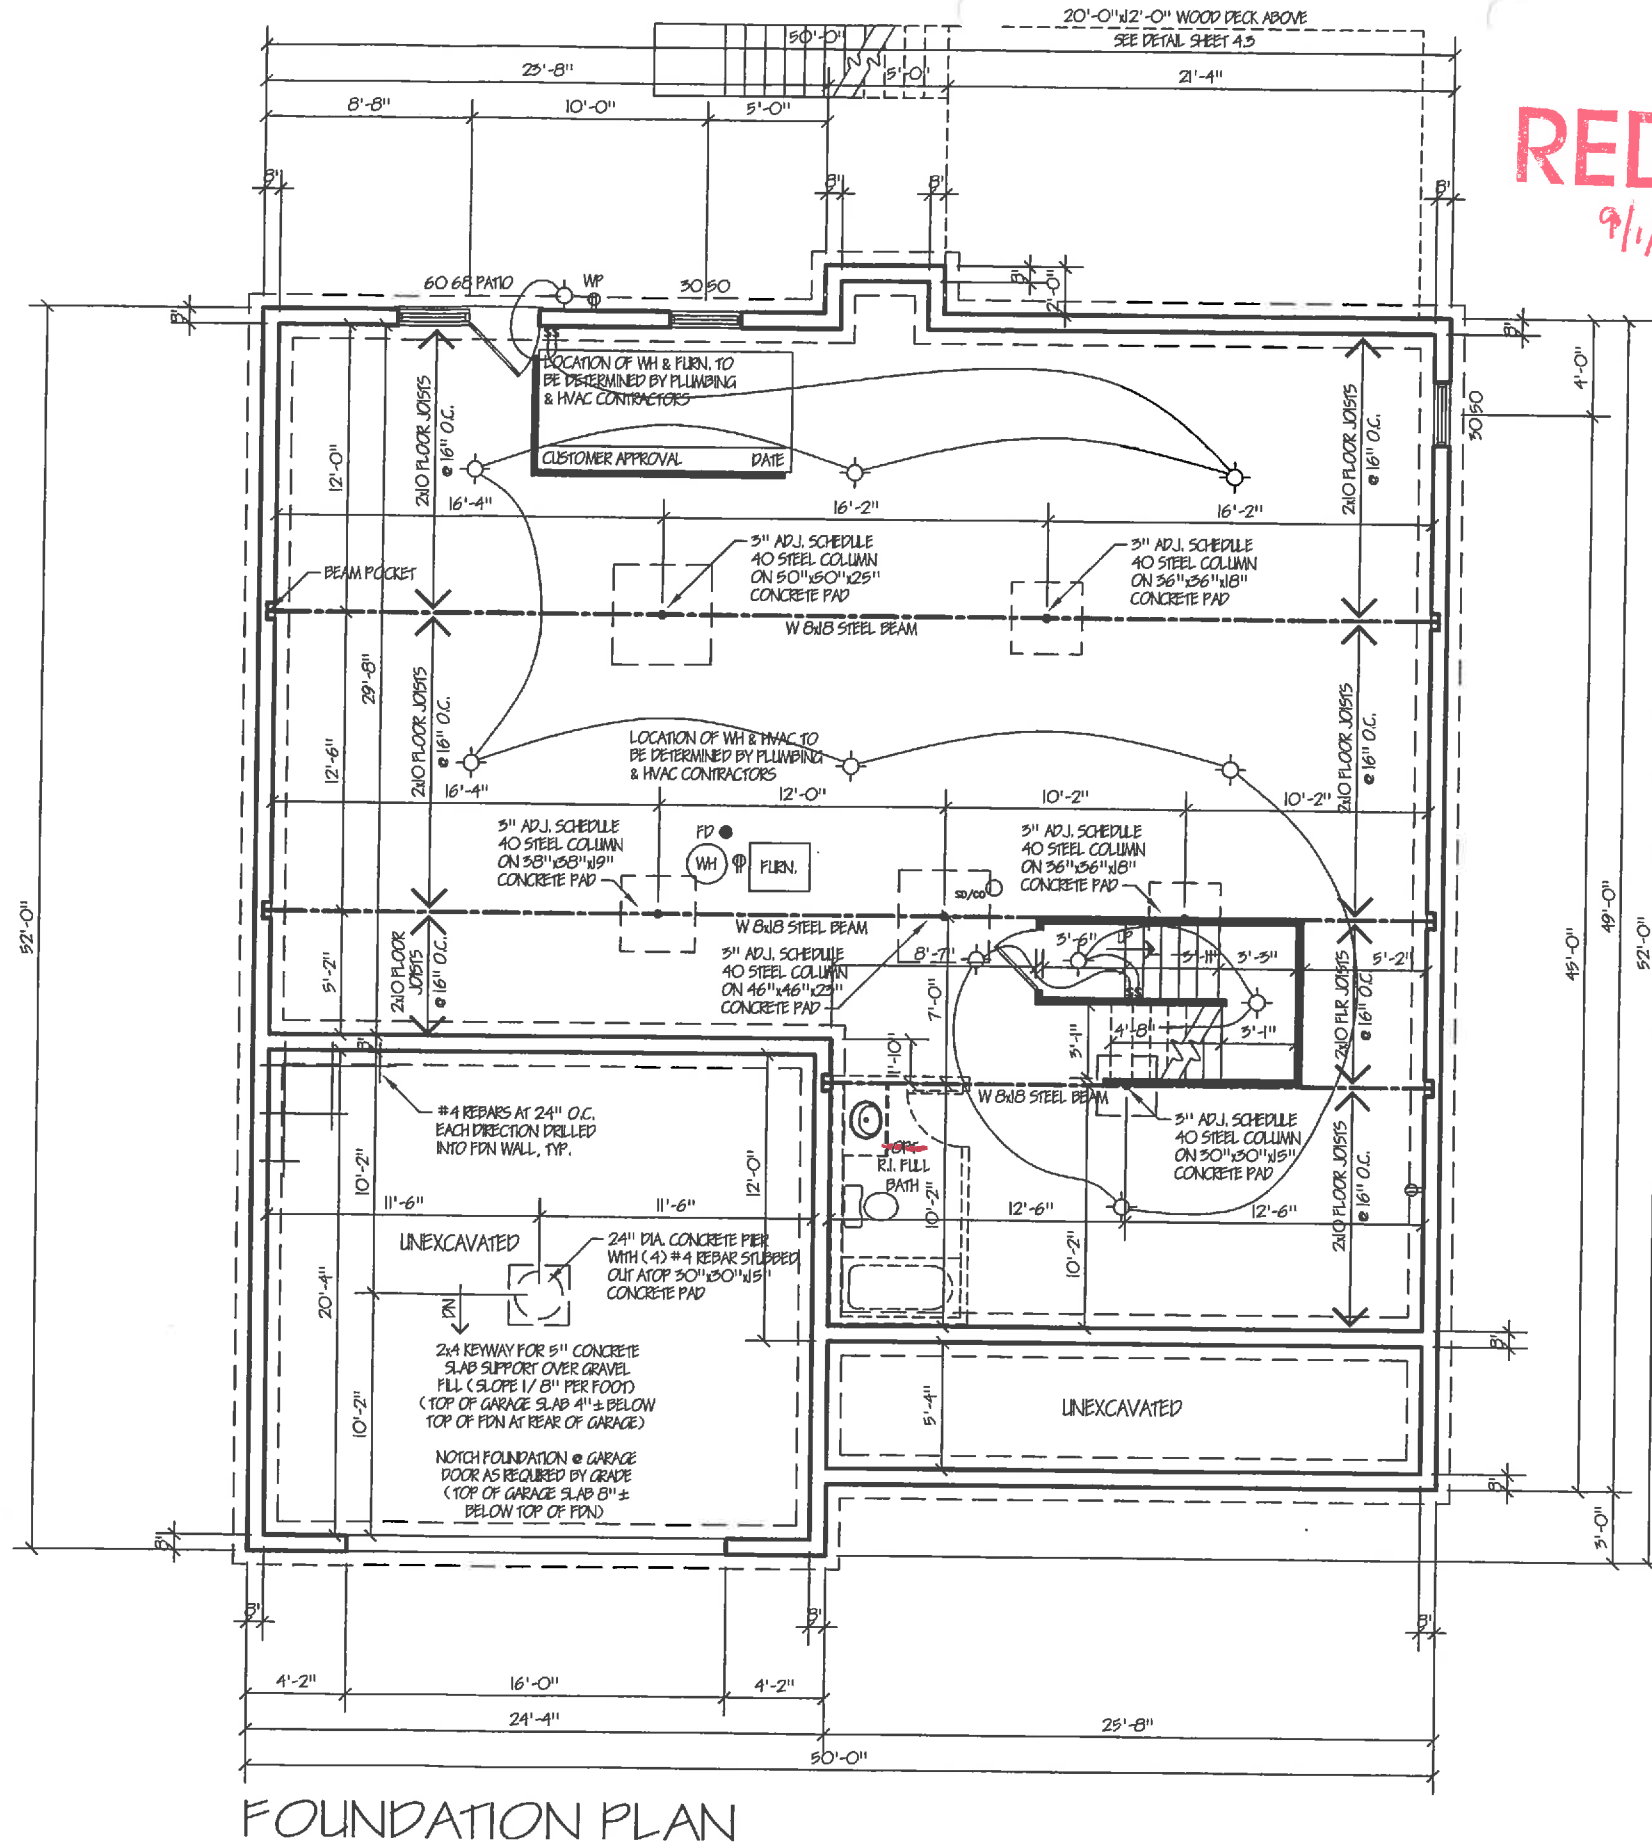 20'-0"x12'-0" WOOD DECK ABOVE
SEE DETAIL SHEET 4.3
50'-0"
23'-8"
5'-0"
21'-4"
8'-8"
10'-0"
5'-0"
RED
9/1/
8"
8"
8"
8"
60 68 PATIO
WP
30 50
8"
2'-0"
8"
8"
LOCATION OF WH & FURN. TO
BE DETERMINED BY PLUMBING
& HVAC CONTRACTORS
CUSTOMER APPROVAL DATE
2x10 FLOOR JOISTS
@ 16" O.C.
2x10 FLOOR JOISTS
@ 16" O.C.
3050
4'-0"
12'-0"
16'-4"
16'-2"
16'-2"
BEAM POCKET
3" ADJ. SCHEDULE
40 STEEL COLUMN
ON 50"x50"x25"
CONCRETE PAD
3" ADJ. SCHEDULE
40 STEEL COLUMN
ON 36"x36"x18"
CONCRETE PAD
W 8x18 STEEL BEAM
29'-8"
12'-6"
2x10 FLOOR JOISTS
@ 16" O.C.
2x10 FLOOR JOISTS
@ 16" O.C.
LOCATION OF WH & HVAC TO
BE DETERMINED BY PLUMBING
& HVAC CONTRACTORS
16'-4"
12'-0"
10'-2"
10'-2"
3" ADJ. SCHEDULE
40 STEEL COLUMN
ON 38"x38"x19"
CONCRETE PAD
FD
WH
FURN.
3" ADJ. SCHEDULE
40 STEEL COLUMN
ON 36"x36"x18"
CONCRETE PAD
SD/CO
52'-0"
45'-0"
49'-0"
52'-0"
W 8x18 STEEL BEAM
3" ADJ. SCHEDULE
40 STEEL COLUMN
ON 46"x46"x23"
CONCRETE PAD
8'-7"
3'-6"
UP
3'-11"
3'-3"
5'-2"
5'-2"
2x10 FLOOR
JOISTS
@ 16" O.C.
7'-0"
SS
4'-8"
3'-1"
3'-1"
2x10 FLR JOISTS
@ 16" O.C.
8"
1'-10"
W 8x18 STEEL BEAM
#4 REBARS AT 24" O.C.
EACH DIRECTION DRILLED
INTO FDN WALL, TYP.
3" ADJ. SCHEDULE
40 STEEL COLUMN
ON 30"x30"x15"
CONCRETE PAD
R.I. FULL
BATH
10'-2"
12'-0"
10'-2"
11'-6"
11'-6"
12'-6"
12'-6"
2x10 FLOOR JOISTS
@ 16" O.C.
UNEXCAVATED
24" DIA. CONCRETE PIER
WITH (4) #4 REBAR STUBBED
OUT ATOP 30"x30"x15"
CONCRETE PAD
10'-2"
20'-4"
DN
2x4 KEYWAY FOR 5" CONCRETE
SLAB SUPPORT OVER GRAVEL
FILL (SLOPE 1/8" PER FOOT)
(TOP OF GARAGE SLAB 4"± BELOW
TOP OF FDN AT REAR OF GARAGE)
10'-2"
8"
5'-4"
UNEXCAVATED
NOTCH FOUNDATION @ GARAGE
DOOR AS REQUIRED BY GRADE
(TOP OF GARAGE SLAB 8"±
BELOW TOP OF FDN)
8"
8"
3'-0"
8"
8"
8"
4'-2"
16'-0"
4'-2"
24'-4"
25'-8"
50'-0"
FOUNDATION PLAN